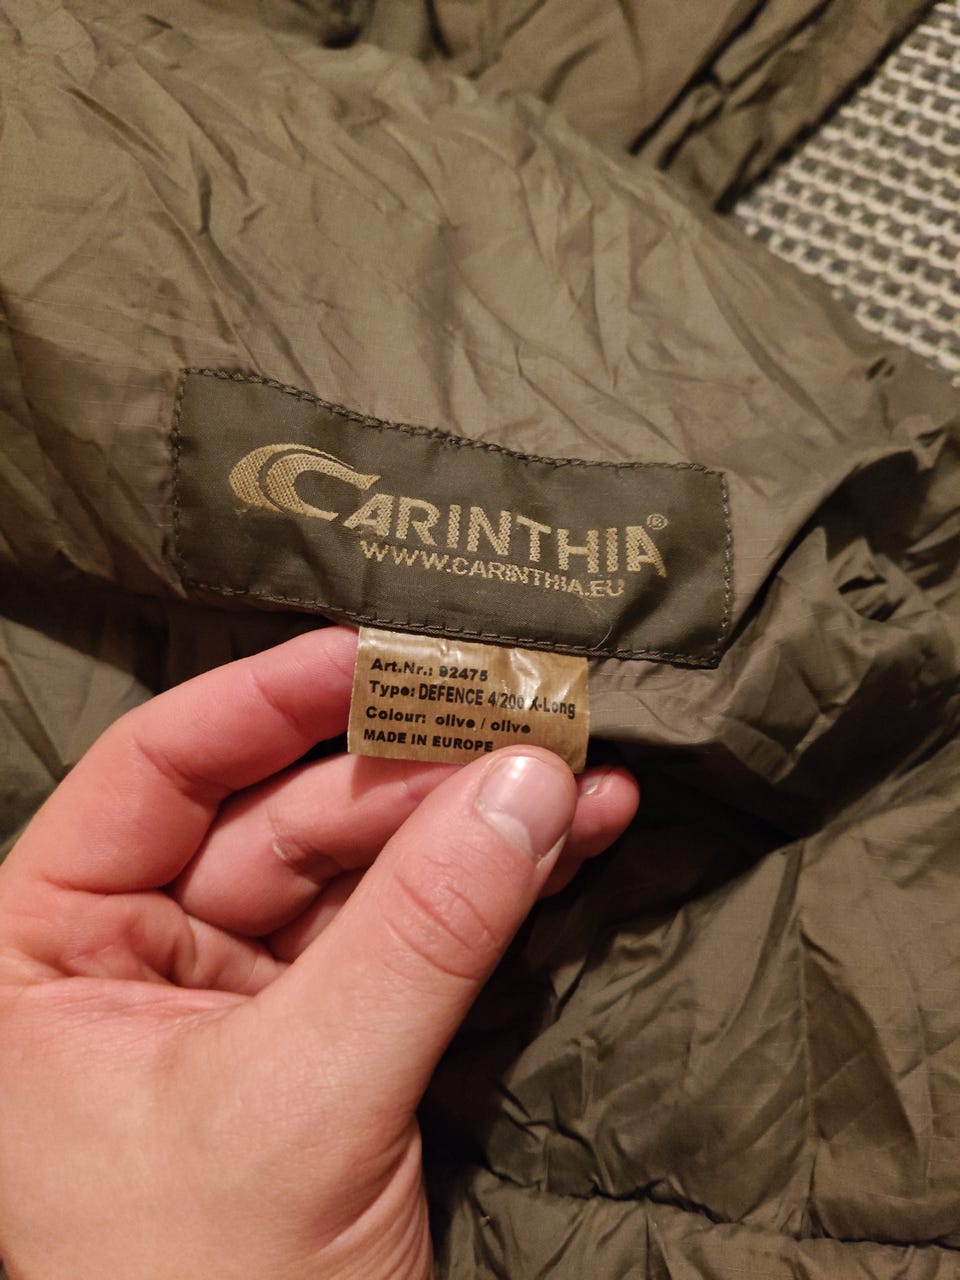 CARINTHIA®
WWW.CARINTHIA.EU
Art.Nr.: 92475
Type: DEFENCE 4/200 X-Long
Colour: olive / olive
MADE IN EUROPE